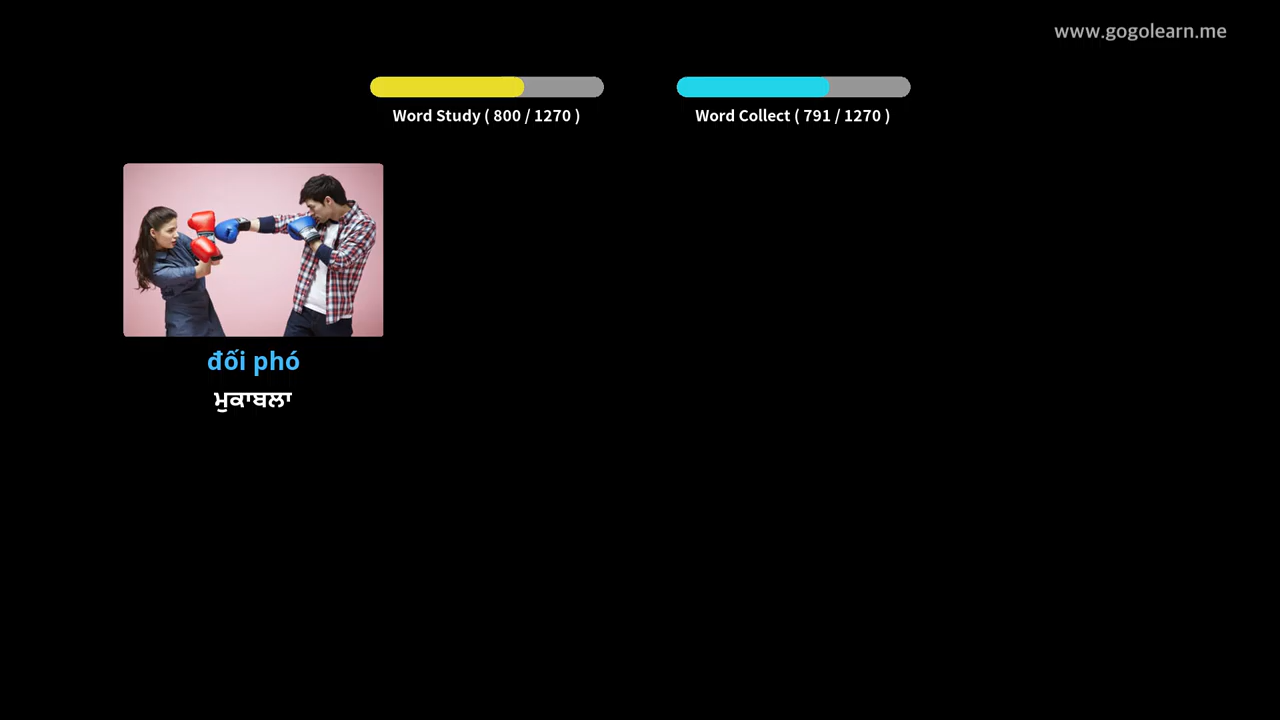 www.gogolearn.me
Word Study ( 800 / 1270 )
Word Collect ( 791 / 1270 )
đối phó
ਮੁਕਾਬਲਾ